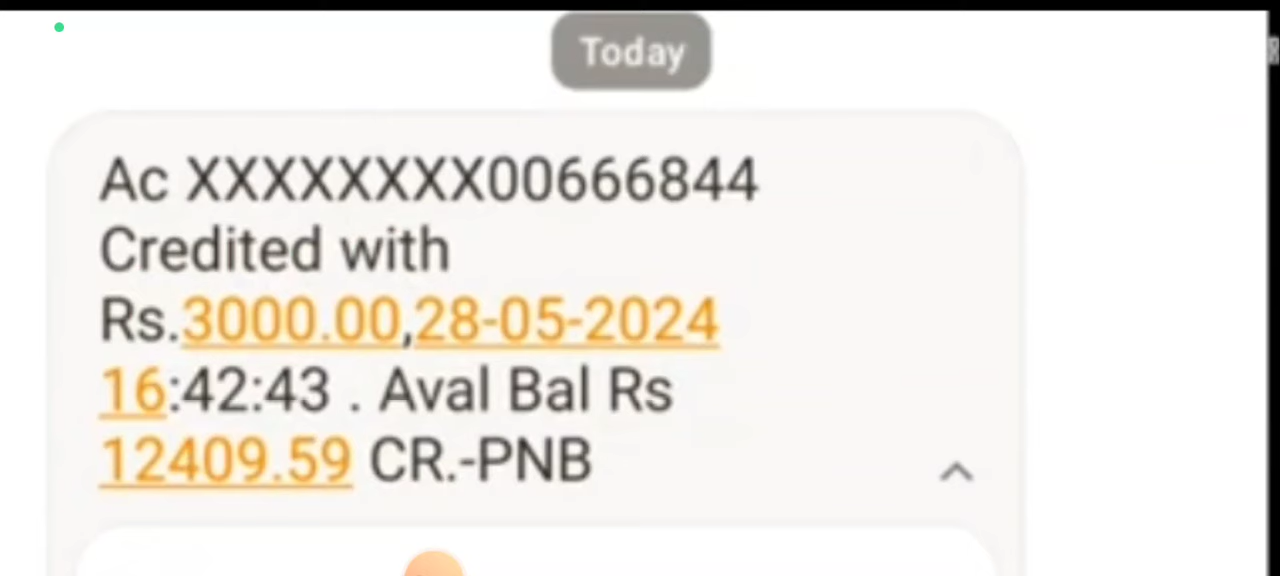 Today
Ac XXXXXXXX00666844
Credited with
Rs.3000.00,28-05-2024
16:42:43 . Aval Bal Rs
12409.59 CR.-PNB